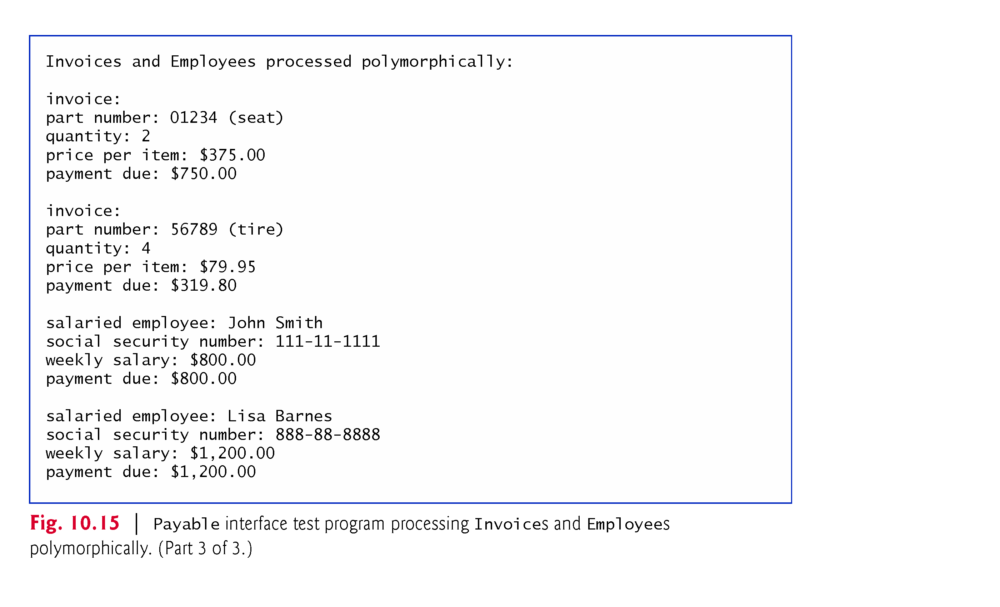 Invoices and Employees processed polymorphically:
invoice:
part number: 01234 (seat)
quantity: 2
price per item: $375.00
payment due: $750.00
invoice:
part number: 56789 (tire)
quantity: 4
price per item: $79.95
payment due: $319.80
salaried employee: John Smith
social security number: 111-11-1111
weekly salary: $800.00
payment due: $800.00
salaried employee: Lisa Barnes
social security number: 888-88-8888
weekly salary: $1,200.00
payment due: $1,200.00
Fig. 10.15 | Payable interface test program processing Invoices and Employees
polymorphically. (Part 3 of 3.)